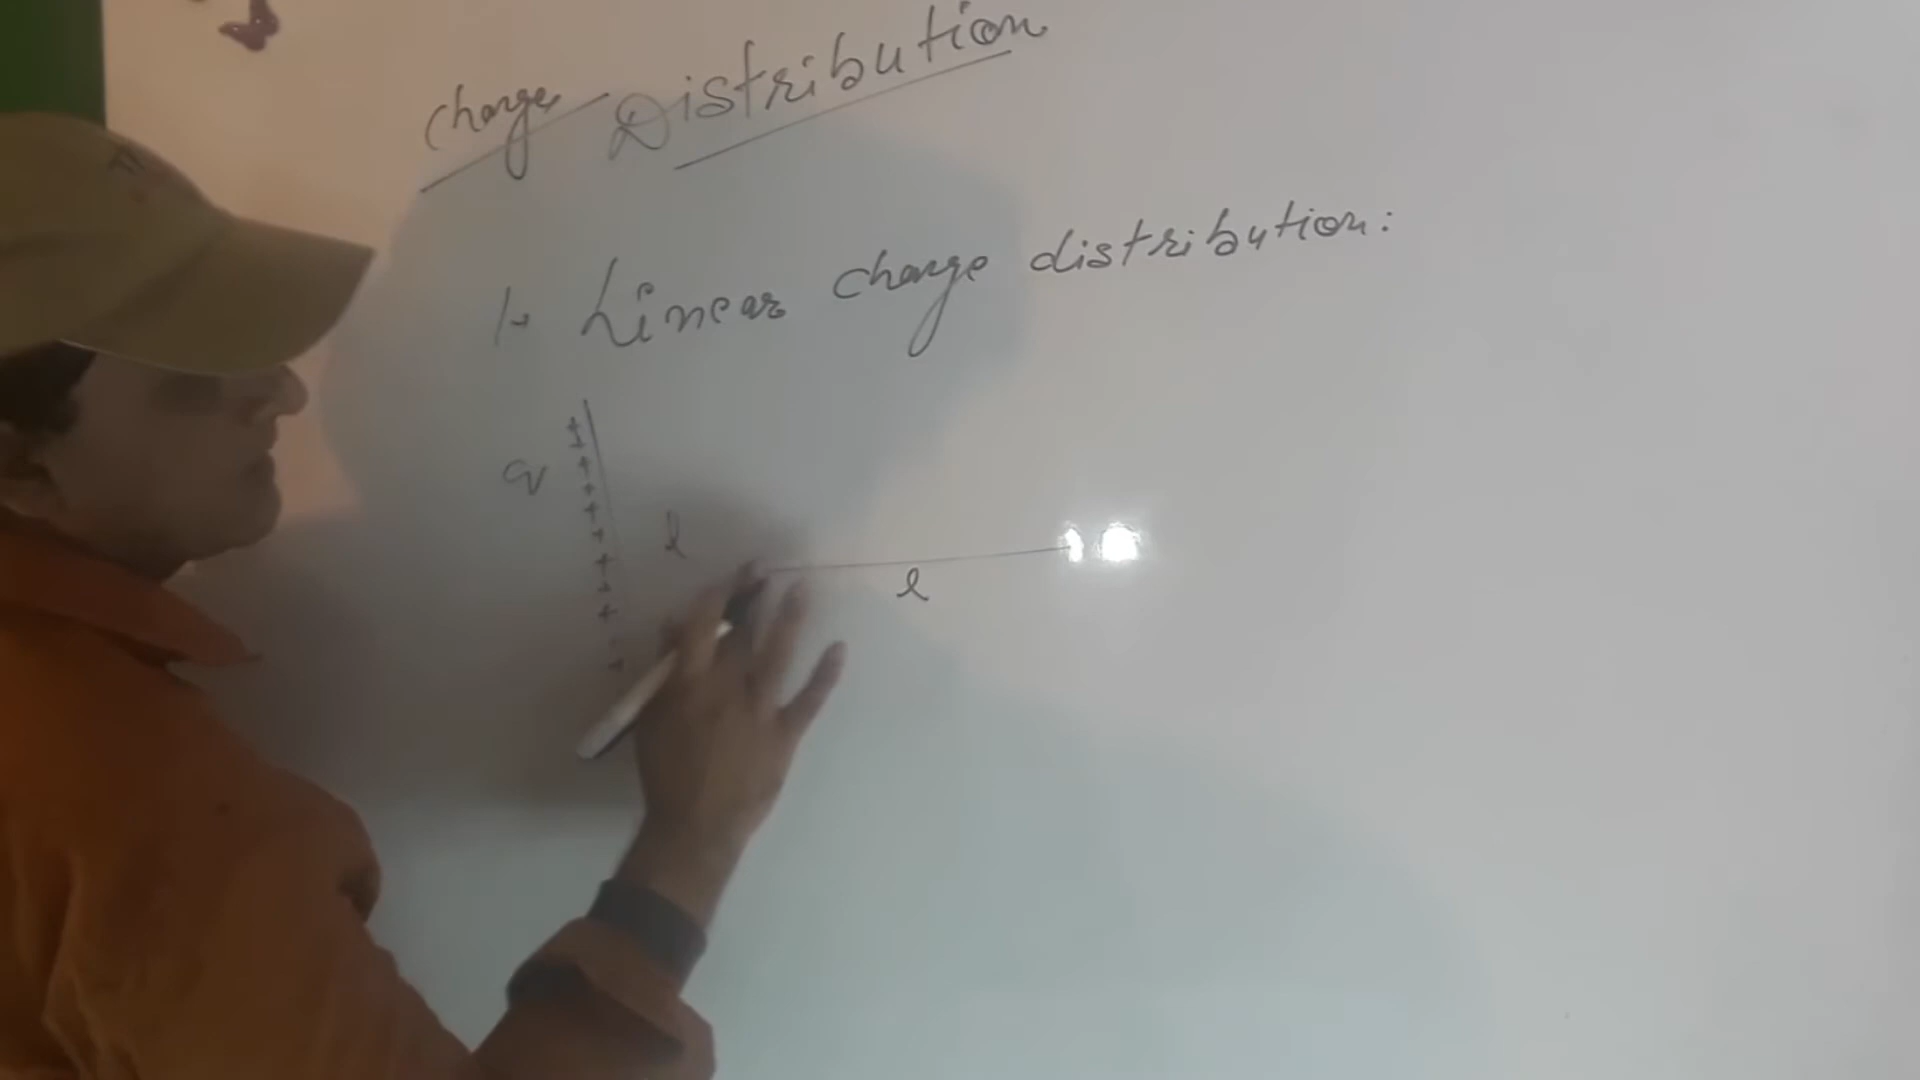 Charge Distribution
1. Linear charge distribution:
q
+ + + + + + + + +
l
l